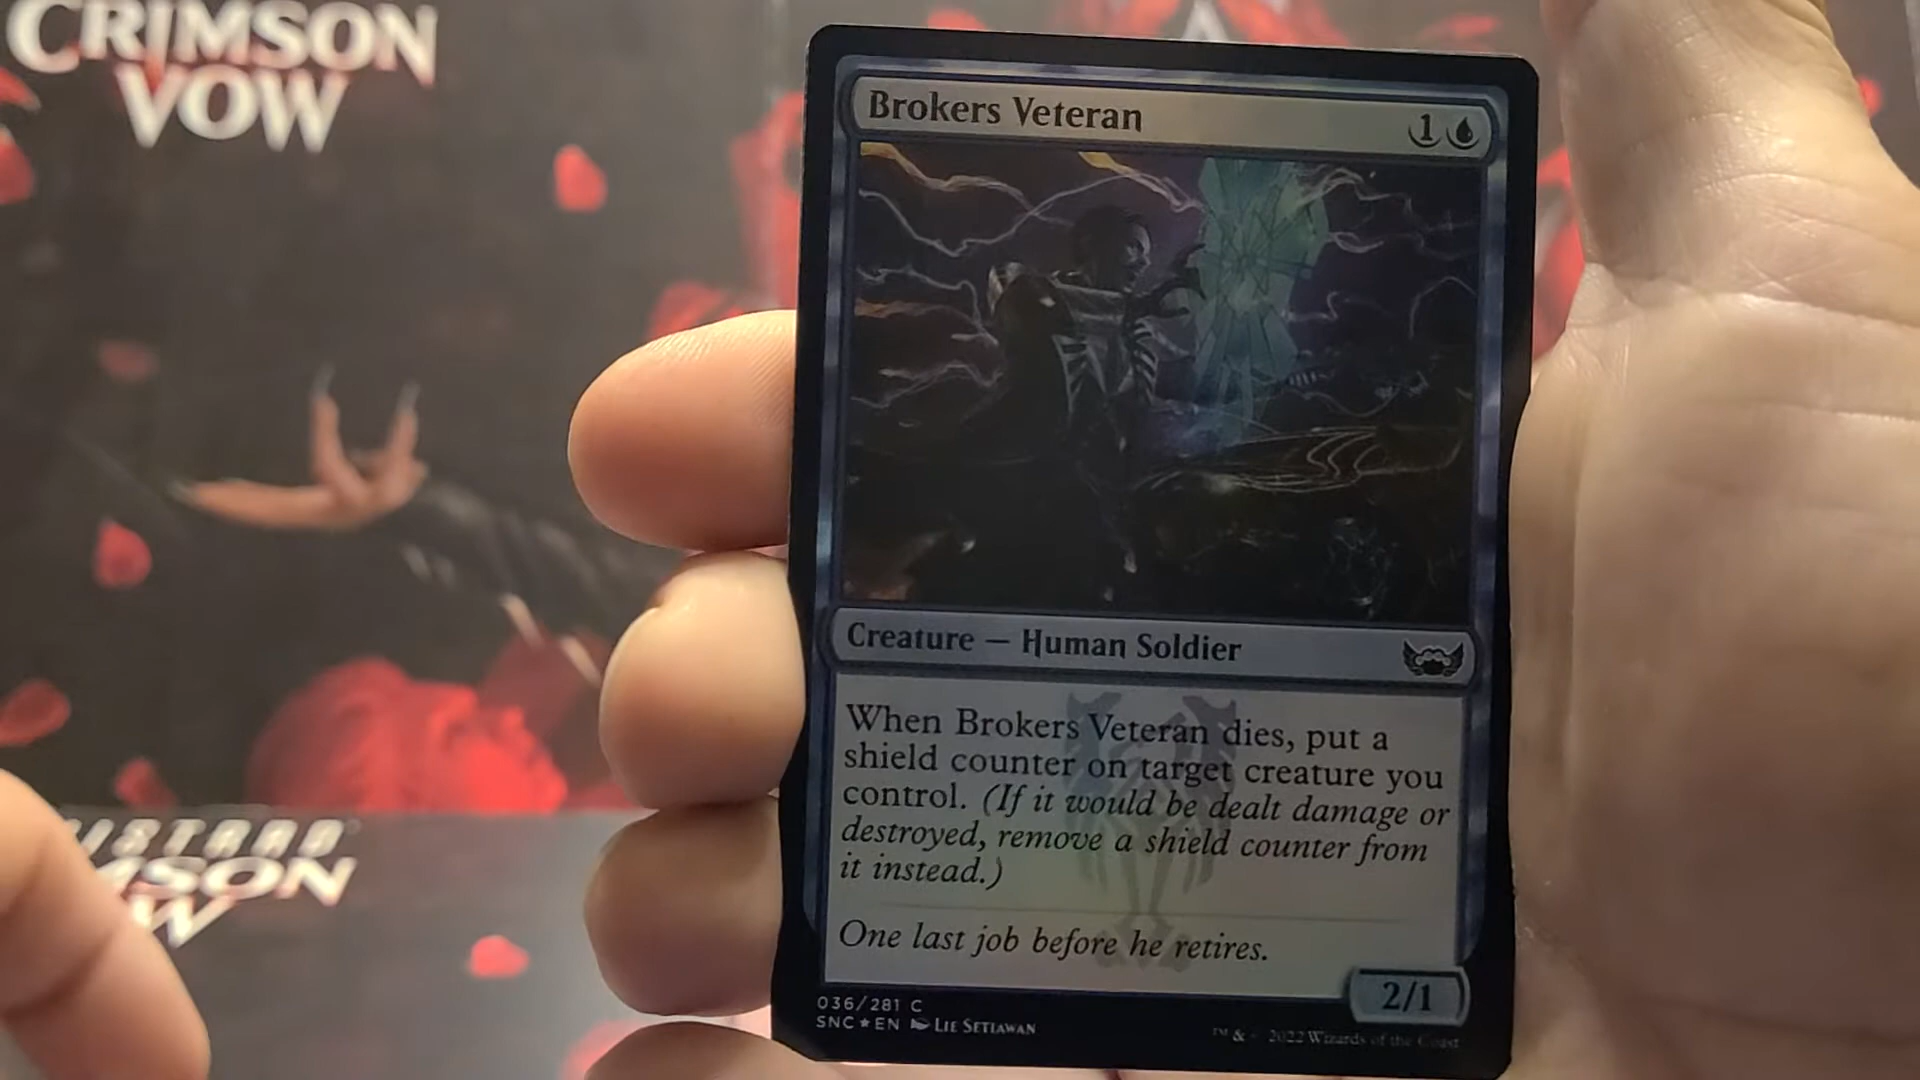 CRIMSON
VOW
Brokers Veteran
1
Creature — Human Soldier
When Brokers Veteran dies, put a
shield counter on target creature you
control. (If it would be dealt damage or
destroyed, remove a shield counter from
it instead.)
One last job before he retires.
2/1
036/281 C
SNC★EN LIE SETIAWAN
™ & 2022 Wizards of the Coast